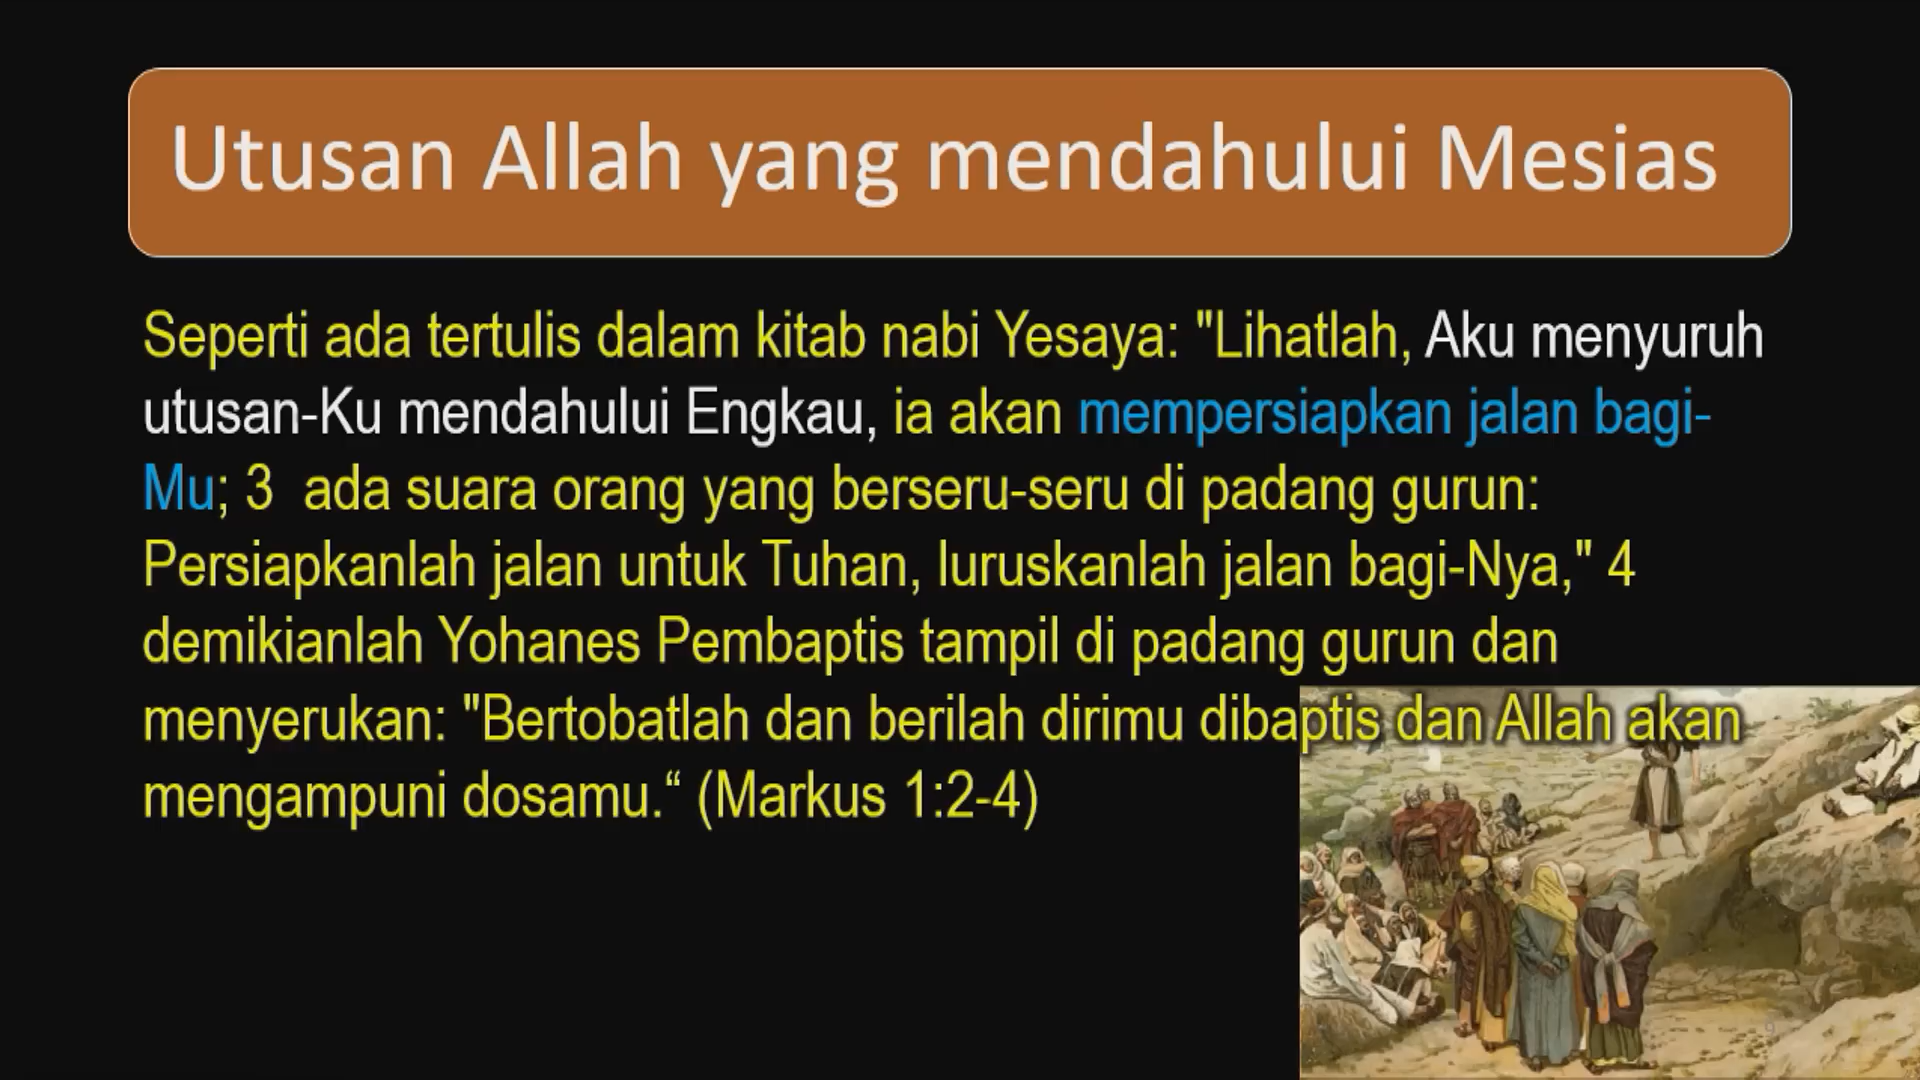 Utusan Allah yang mendahului Mesias
Seperti ada tertulis dalam kitab nabi Yesaya: "Lihatlah, Aku menyuruh
utusan-Ku mendahului Engkau, ia akan mempersiapkan jalan bagi-
Mu; 3  ada suara orang yang berseru-seru di padang gurun:
Persiapkanlah jalan untuk Tuhan, luruskanlah jalan bagi-Nya," 4
demikianlah Yohanes Pembaptis tampil di padang gurun dan
menyerukan: "Bertobatlah dan berilah dirimu dibaptis dan Allah akan
mengampuni dosamu.“ (Markus 1:2-4)
9